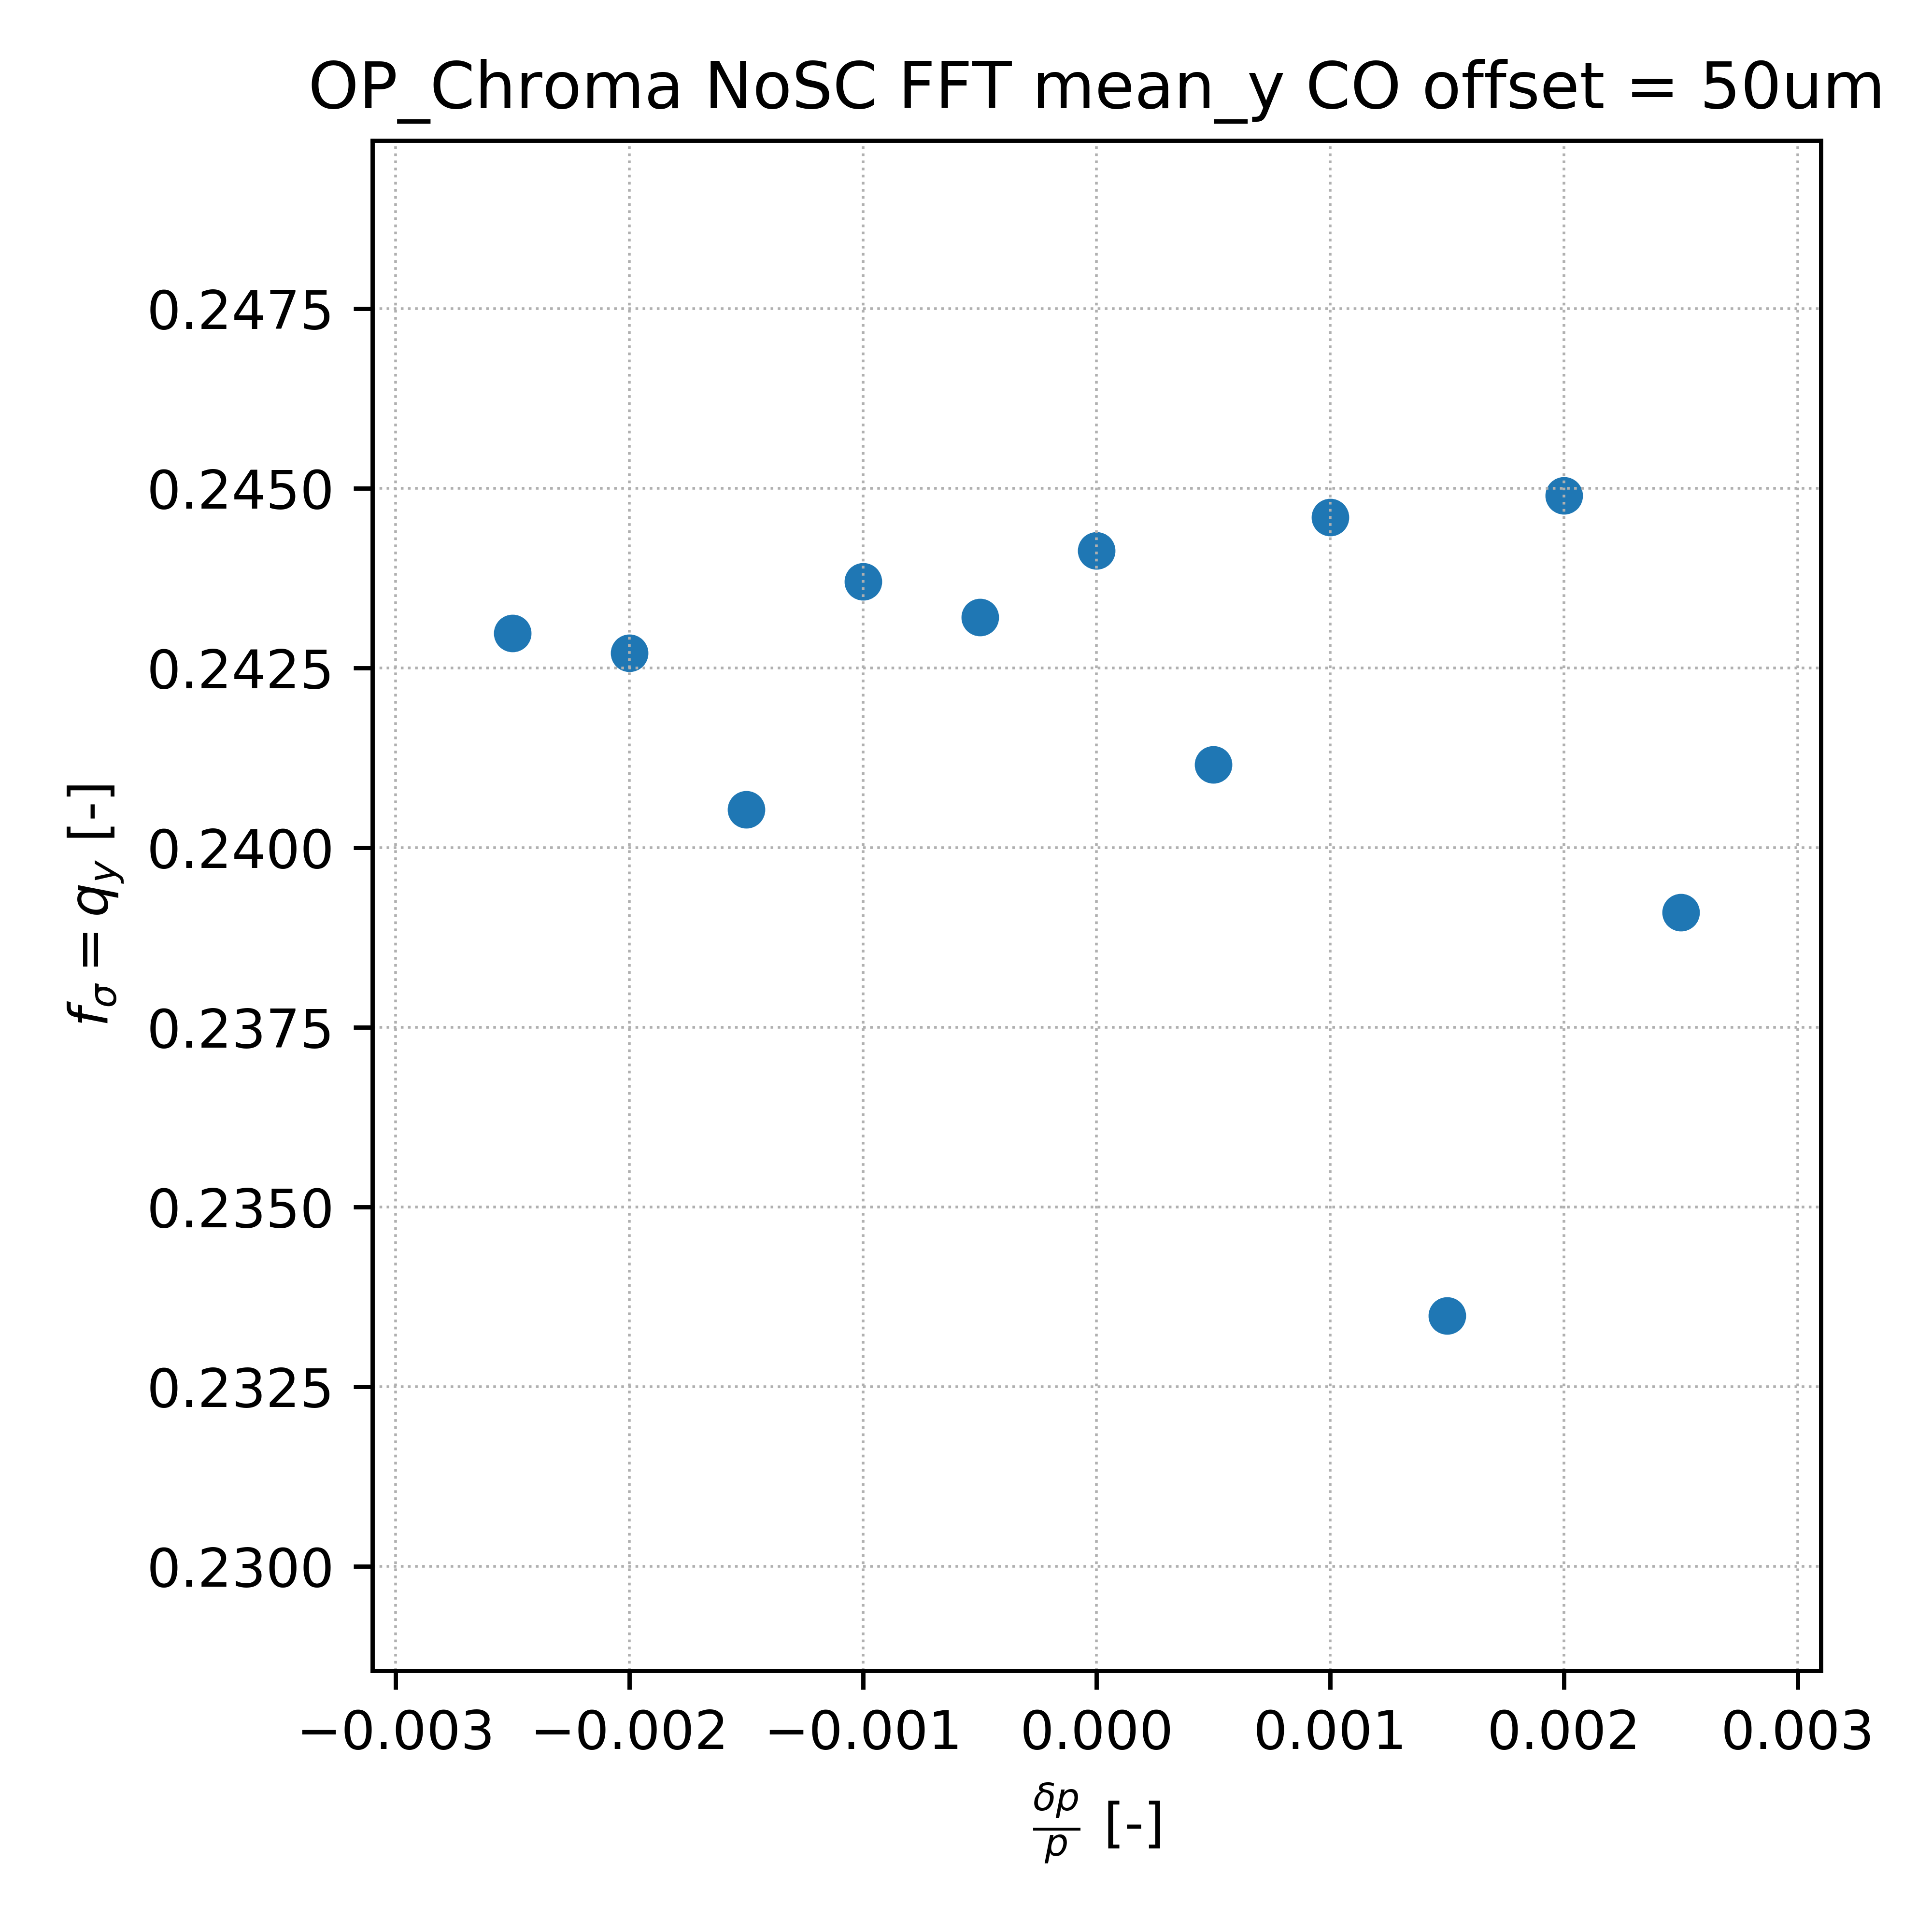 OP_Chroma NoSC FFT mean_y CO offset = 50um
0.2475
0.2450
0.2425
0.2400
0.2375
0.2350
0.2325
0.2300
f_σ = q_y [-]
−0.003 −0.002 −0.001 0.000 0.001 0.002 0.003
δp/p [-]